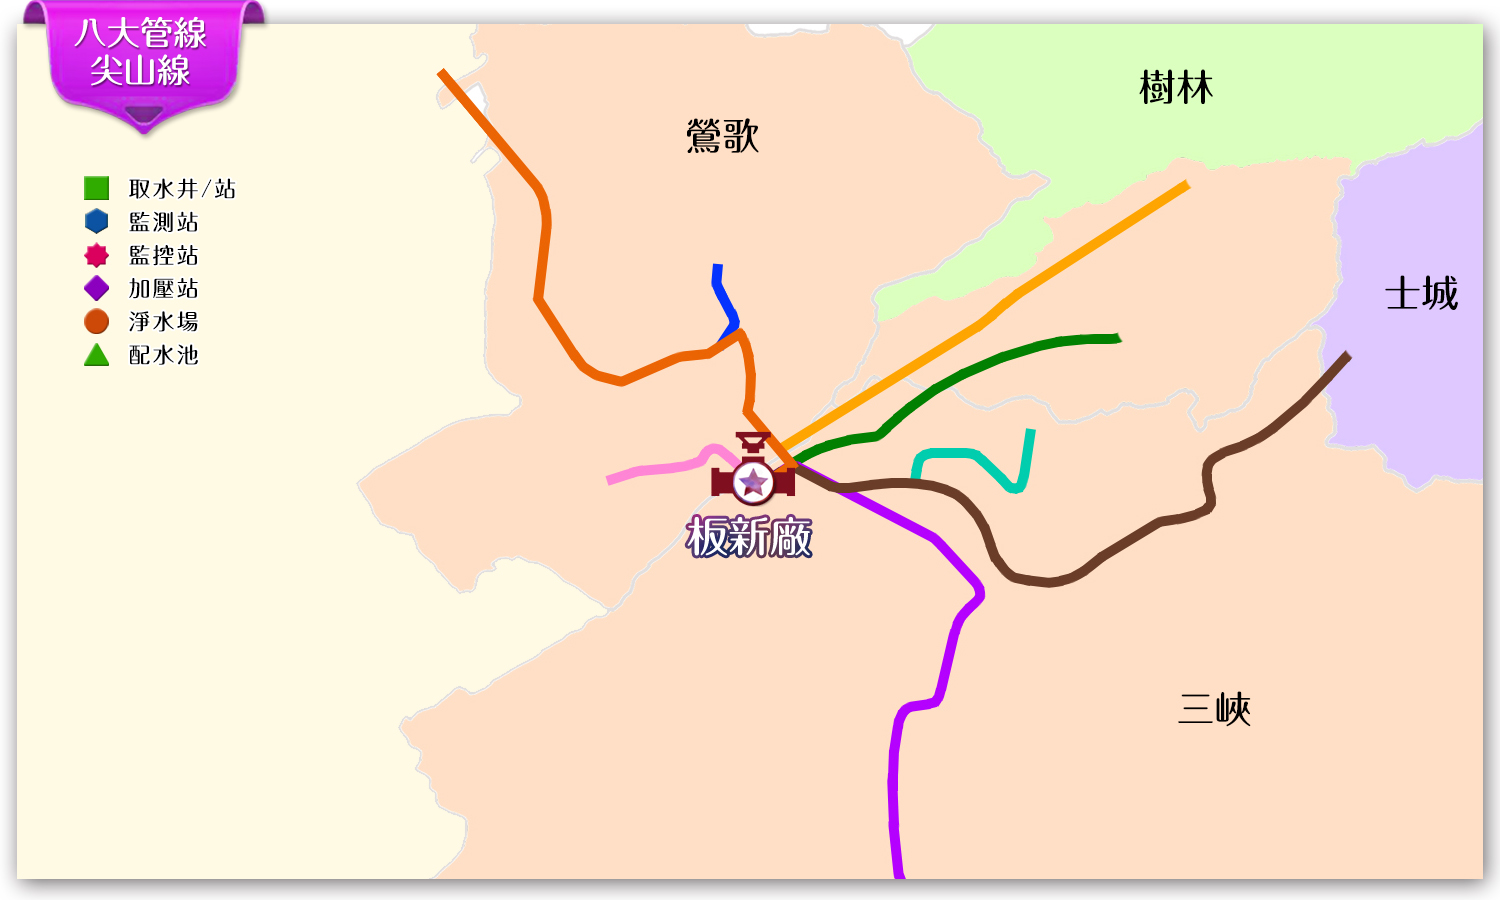 八大管線
尖山線
取水井/站
監測站
監控站
加壓站
淨水場
配水池
鶯歌
樹林
士城
板新廠
三峽